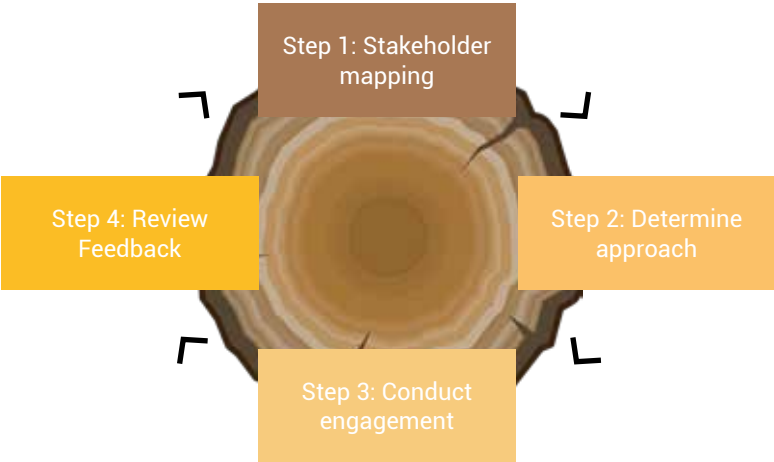 Step 1: Stakeholder
mapping
Step 2: Determine
approach
Step 3: Conduct
engagement
Step 4: Review
Feedback